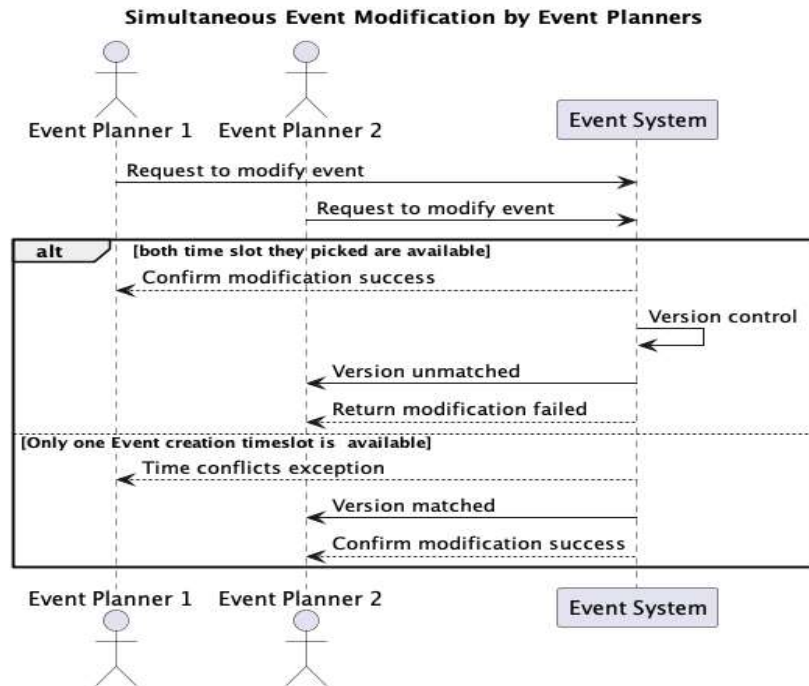 Simultaneous Event Modification by Event Planners
Event Planner 1 Event Planner 2 Event System
Request to modify event
Request to modify event
alt [both time slot they picked are available]
Confirm modification success
Version control
Version unmatched
Return modification failed
[Only one Event creation timeslot is available]
Time conflicts exception
Version matched
Confirm modification success
Event Planner 1 Event Planner 2 Event System